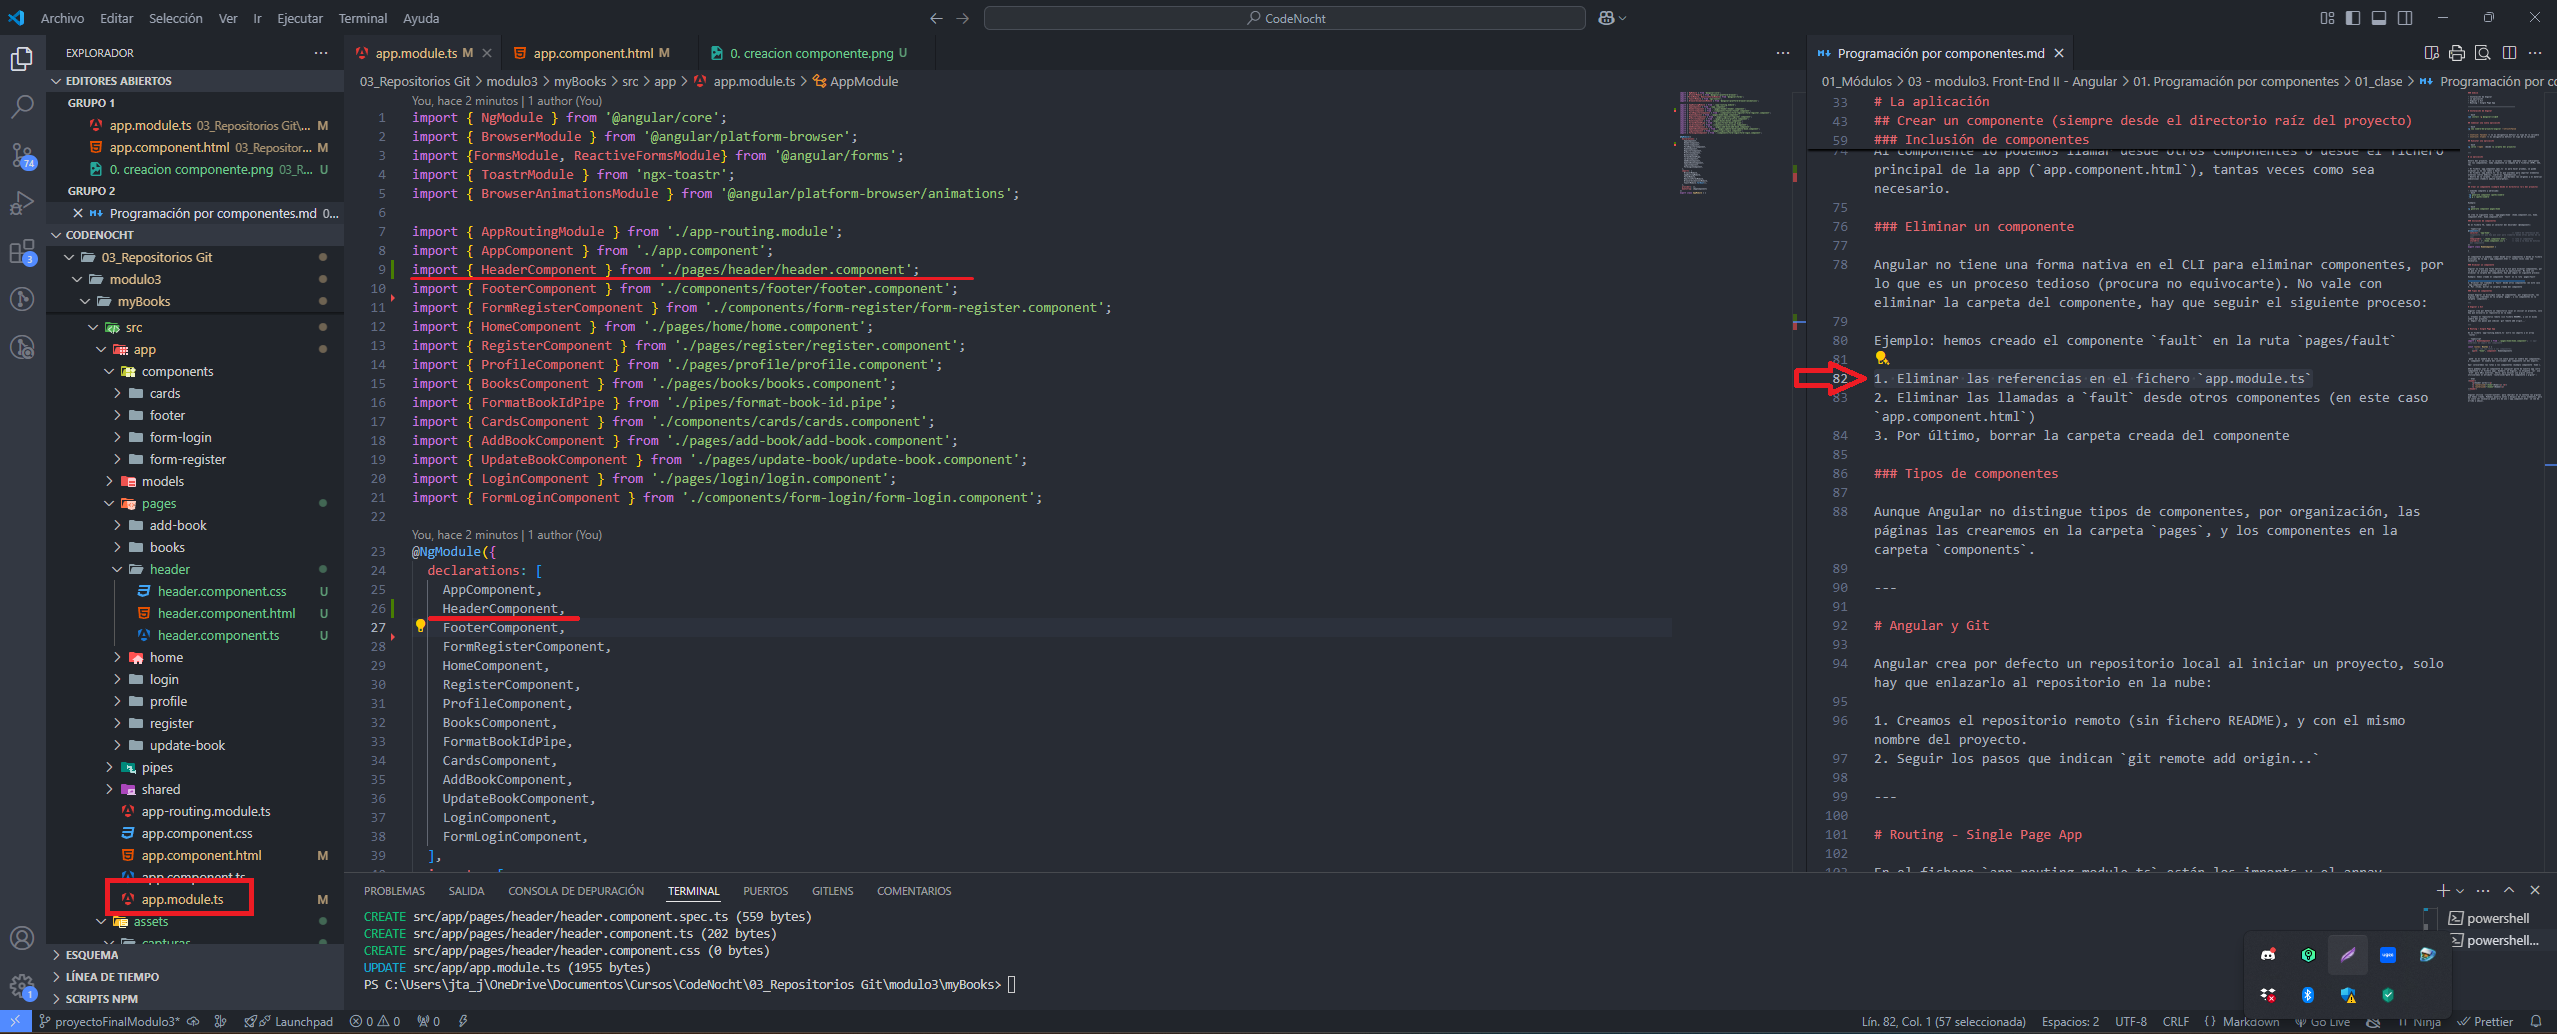 Archivo Editar Selección Ver Ir Ejecutar Terminal Ayuda
CodeNocht
EXPLORADOR
EDITORES ABIERTOS
GRUPO 1
app.module.ts 03_Repositorios Git\... M
app.component.html 03_Repositor... M
0. creacion componente.png 03_R... U
GRUPO 2
Programación por componentes.md 0...
CODENOCHT
03_Repositorios Git
modulo3
myBooks
src
app
components
cards
footer
form-login
form-register
models
pages
add-book
books
header
header.component.css U
header.component.html U
header.component.ts U
home
login
profile
register
update-book
pipes
shared
app-routing.module.ts
app.component.css
app.component.html M
app.component.ts
app.module.ts M
assets
capturas
ESQUEMA
LÍNEA DE TIEMPO
SCRIPTS NPM
74
3
1
app.module.ts M
app.component.html M
0. creacion componente.png U
03_Repositorios Git > modulo3 > myBooks > src > app > app.module.ts > AppModule
You, hace 2 minutos | 1 author (You)
1 import { NgModule } from '@angular/core';
2 import { BrowserModule } from '@angular/platform-browser';
3 import {FormsModule, ReactiveFormsModule} from '@angular/forms';
4 import { ToastrModule } from 'ngx-toastr';
5 import { BrowserAnimationsModule } from '@angular/platform-browser/animations';
6
7 import { AppRoutingModule } from './app-routing.module';
8 import { AppComponent } from './app.component';
9 import { HeaderComponent } from './pages/header/header.component';
10 import { FooterComponent } from './components/footer/footer.component';
11 import { FormRegisterComponent } from './components/form-register/form-register.component';
12 import { HomeComponent } from './pages/home/home.component';
13 import { RegisterComponent } from './pages/register/register.component';
14 import { ProfileComponent } from './pages/profile/profile.component';
15 import { BooksComponent } from './pages/books/books.component';
16 import { FormatBookIdPipe } from './pipes/format-book-id.pipe';
17 import { CardsComponent } from './components/cards/cards.component';
18 import { AddBookComponent } from './pages/add-book/add-book.component';
19 import { UpdateBookComponent } from './pages/update-book/update-book.component';
20 import { LoginComponent } from './pages/login/login.component';
21 import { FormLoginComponent } from './components/form-login/form-login.component';
22
You, hace 2 minutos | 1 author (You)
23 @NgModule({
24 declarations: [
25 AppComponent,
26 HeaderComponent,
27 FooterComponent,
28 FormRegisterComponent,
29 HomeComponent,
30 RegisterComponent,
31 ProfileComponent,
32 BooksComponent,
33 FormatBookIdPipe,
34 CardsComponent,
35 AddBookComponent,
36 UpdateBookComponent,
37 LoginComponent,
38 FormLoginComponent,
39 ],
Programación por componentes.md
01_Módulos > 03 - modulo3. Front-End II - Angular > 01. Programación por componentes > 01_clase > Programación por co
33 # La aplicación
43 ## Crear un componente (siempre desde el directorio raíz del proyecto)
59 ### Inclusión de componentes
74 Al componente lo podemos llamar desde otros componentes o desde el fichero
principal de la app (`app.component.html`), tantas veces como sea
necesario.
75
76 ### Eliminar un componente
77
78 Angular no tiene una forma nativa en el CLI para eliminar componentes, por
lo que es un proceso tedioso (procura no equivocarte). No vale con
eliminar la carpeta del componente, hay que seguir el siguiente proceso:
79
80 Ejemplo: hemos creado el componente `fault` en la ruta `pages/fault`
81
82 1. Eliminar las referencias en el fichero `app.module.ts`
83 2. Eliminar las llamadas a `fault` desde otros componentes (en este caso
`app.component.html`)
84 3. Por último, borrar la carpeta creada del componente
85
86 ### Tipos de componentes
87
88 Aunque Angular no distingue tipos de componentes, por organización, las
páginas las crearemos en la carpeta `pages`, y los componentes en la
carpeta `components`.
89
90 ---
91
92 # Angular y Git
93
94 Angular crea por defecto un repositorio local al iniciar un proyecto, solo
hay que enlazarlo al repositorio en la nube:
95
96 1. Creamos el repositorio remoto (sin fichero README), y con el mismo
nombre del proyecto.
97 2. Seguir los pasos que indican `git remote add origin...`
98
99 ---
100
101 # Routing - Single Page App
102
103 En el fichero `app-routing.module.ts` están los imports y el array
PROBLEMAS SALIDA CONSOLA DE DEPURACIÓN TERMINAL PUERTOS GITLENS COMENTARIOS
CREATE src/app/pages/header/header.component.spec.ts (559 bytes)
CREATE src/app/pages/header/header.component.ts (202 bytes)
CREATE src/app/pages/header/header.component.css (0 bytes)
UPDATE src/app/app.module.ts (1955 bytes)
PS C:\Users\jta_j\OneDrive\Documentos\Cursos\CodeNocht\03_Repositorios Git\modulo3\myBooks>
powershell
powershell...
proyectoFinalModulo3* Launchpad 0 0 0
Lín. 82, Col. 1 (57 seleccionada) Espacios: 2 UTF-8 CRLF {} Markdown Go Live Ninja Prettier